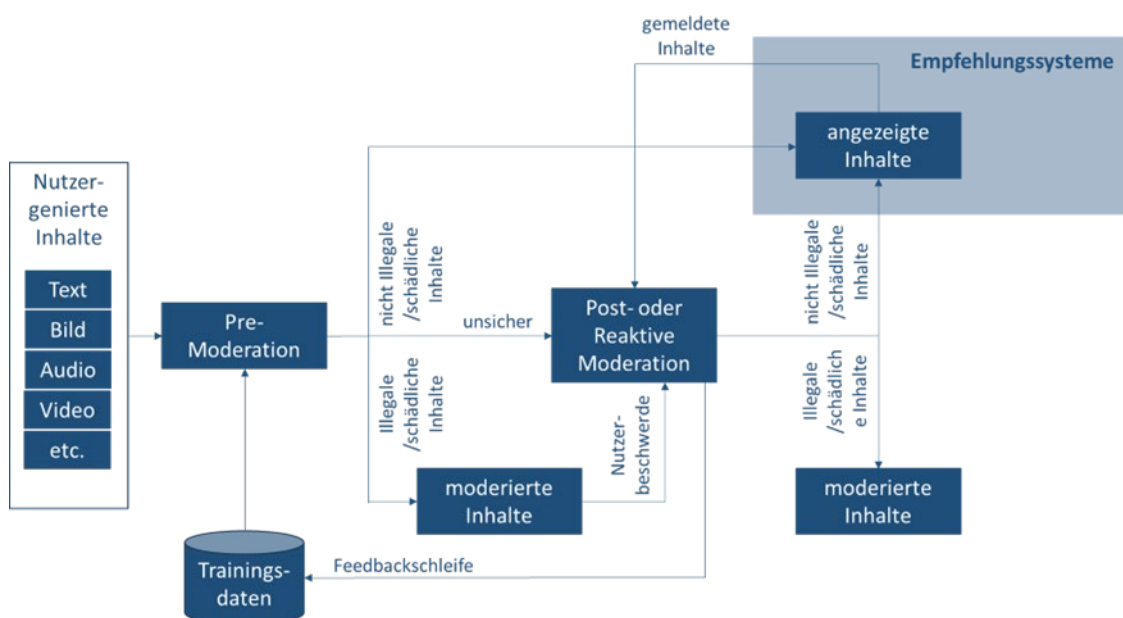 gemeldete
Inhalte
Empfehlungssysteme
angezeigte
Inhalte
Nutzer-
genierte
Inhalte
Text
Bild
Audio
Video
etc.
Pre-
Moderation
nicht Illegale
/schädliche
Inhalte
Illegale
/schädliche
Inhalte
unsicher
Post- oder
Reaktive
Moderation
nicht Illegale
/schädliche
Inhalte
Illegale
/schädlich
e Inhalte
moderierte
Inhalte
Nutzer-
beschwerde
moderierte
Inhalte
Feedbackschleife
Trainings-
daten